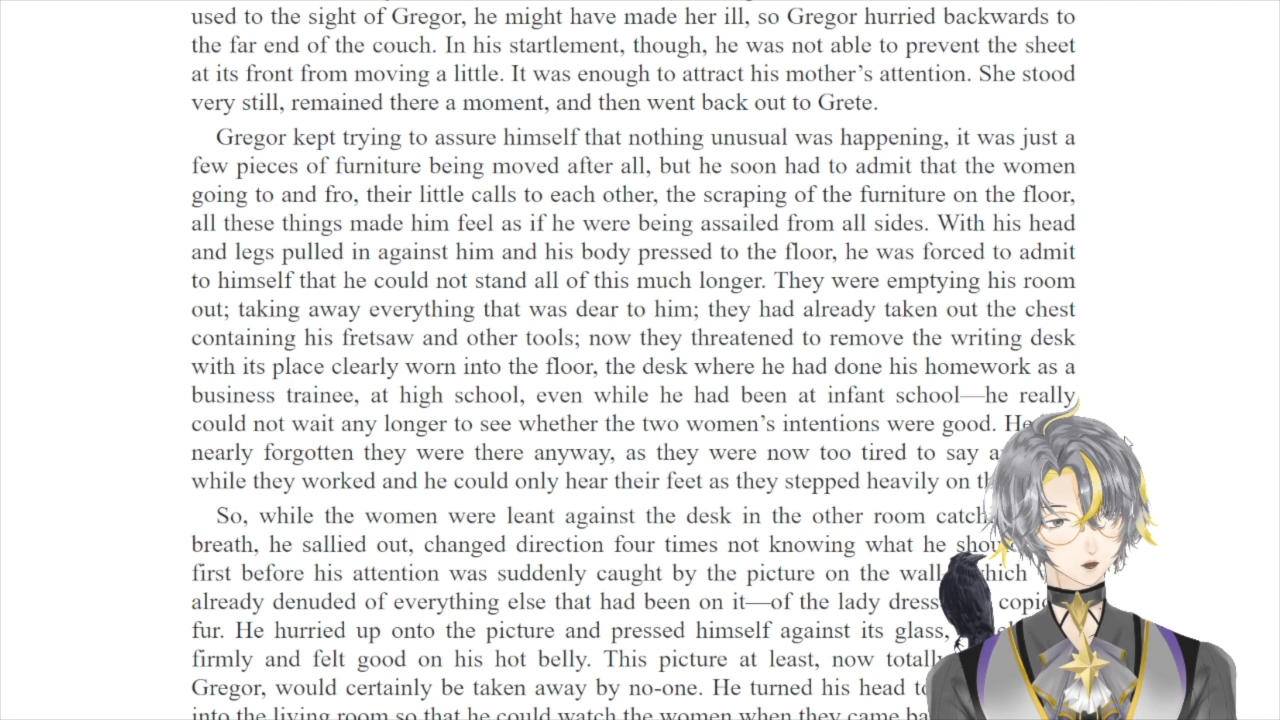 used to the sight of Gregor, he might have made her ill, so Gregor hurried backwards to
the far end of the couch. In his startlement, though, he was not able to prevent the sheet
at its front from moving a little. It was enough to attract his mother’s attention. She stood
very still, remained there a moment, and then went back out to Grete.
Gregor kept trying to assure himself that nothing unusual was happening, it was just a
few pieces of furniture being moved after all, but he soon had to admit that the women
going to and fro, their little calls to each other, the scraping of the furniture on the floor,
all these things made him feel as if he were being assailed from all sides. With his head
and legs pulled in against him and his body pressed to the floor, he was forced to admit
to himself that he could not stand all of this much longer. They were emptying his room
out; taking away everything that was dear to him; they had already taken out the chest
containing his fretsaw and other tools; now they threatened to remove the writing desk
with its place clearly worn into the floor, the desk where he had done his homework as a
business trainee, at high school, even while he had been at infant school—he really
could not wait any longer to see whether the two women’s intentions were good. He
nearly forgotten they were there anyway, as they were now too tired to say
while they worked and he could only hear their feet as they stepped heavily on
So, while the women were leant against the desk in the other room
breath, he sallied out, changed direction four times not knowing what he
first before his attention was suddenly caught by the picture on the wall
already denuded of everything else that had been on it—of the lady
fur. He hurried up onto the picture and pressed himself against its glass,
firmly and felt good on his hot belly. This picture at least, now
Gregor, would certainly be taken away by no-one. He turned his head
into the living room so that he could watch the women when they came